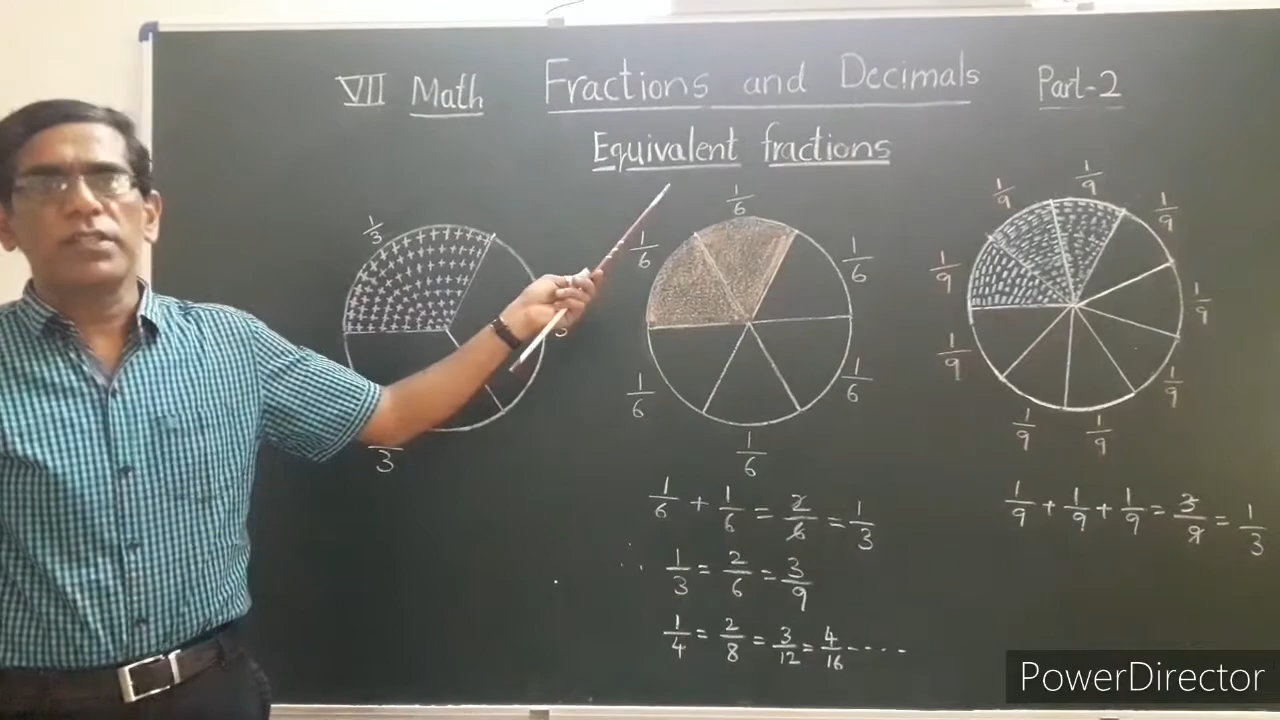 VII Math Fractions and Decimals Part-2
Equivalent fractions
1/3
3
3
1/6 1/6 1/6 1/6 1/6 1/6
1/9 1/9 1/9 1/9 1/9 1/9 1/9 1/9 1/9
1/6 + 1/6 = 2/6 = 1/3
1/9 + 1/9 + 1/9 = 3/9 = 1/3
∴ 1/3 = 2/6 = 3/9
1/4 = 2/8 = 3/12 = 4/16 ----
PowerDirector